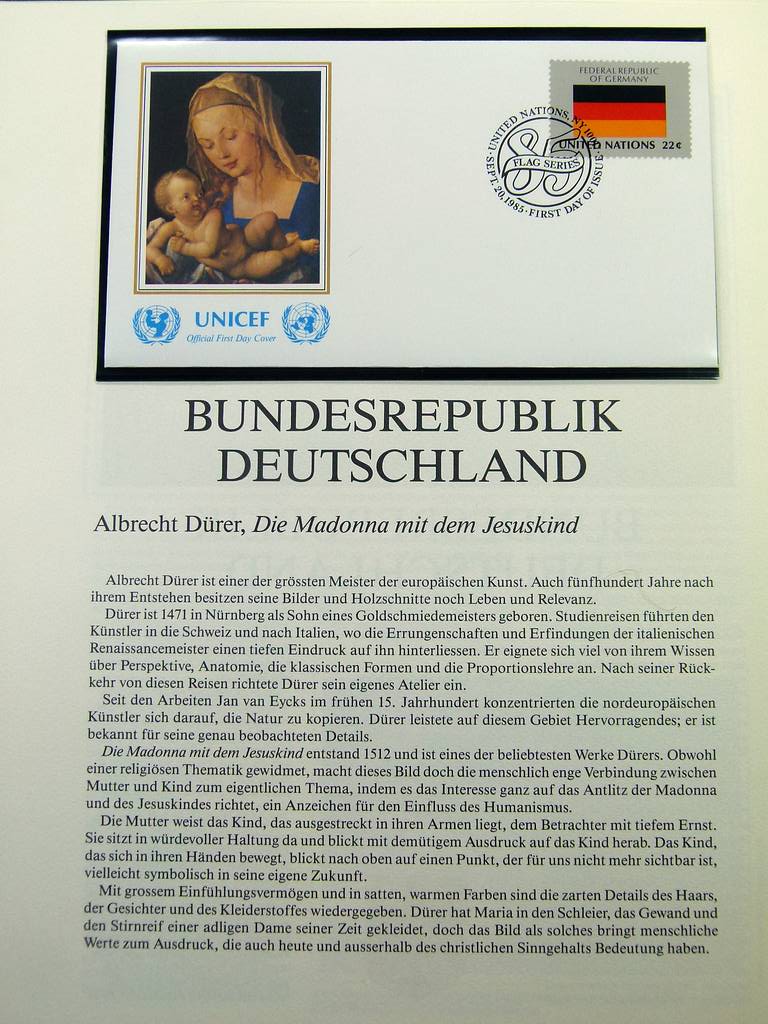 FEDERAL REPUBLIC
OF GERMANY
UNITED NATIONS 22¢
UNITED NATIONS, NY
85
FLAG SERIES
SEPT. 20, 1985 · FIRST DAY OF ISSUE
UNICEF
Official First Day Cover
BUNDESREPUBLIK
DEUTSCHLAND
Albrecht Dürer, Die Madonna mit dem Jesuskind
Albrecht Dürer ist einer der grössten Meister der europäischen Kunst. Auch fünfhundert Jahre nach
ihrem Entstehen besitzen seine Bilder und Holzschnitte noch Leben und Relevanz.
Dürer ist 1471 in Nürnberg als Sohn eines Goldschmiedemeisters geboren. Studienreisen führten den
Künstler in die Schweiz und nach Italien, wo die Errungenschaften und Erfindungen der italienischen
Renaissancemeister einen tiefen Eindruck auf ihn hinterliessen. Er eignete sich viel von ihrem Wissen
über Perspektive, Anatomie, die klassischen Formen und die Proportionslehre an. Nach seiner Rück-
kehr von diesen Reisen richtete Dürer sein eigenes Atelier ein.
Seit den Arbeiten Jan van Eycks im frühen 15. Jahrhundert konzentrierten die nordeuropäischen
Künstler sich darauf, die Natur zu kopieren. Dürer leistete auf diesem Gebiet Hervorragendes; er ist
bekannt für seine genau beobachteten Details.
Die Madonna mit dem Jesuskind entstand 1512 und ist eines der beliebtesten Werke Dürers. Obwohl
einer religiösen Thematik gewidmet, macht dieses Bild doch die menschlich enge Verbindung zwischen
Mutter und Kind zum eigentlichen Thema, indem es das Interesse ganz auf das Antlitz der Madonna
und des Jesuskindes richtet, ein Anzeichen für den Einfluss des Humanismus.
Die Mutter weist das Kind, das ausgestreckt in ihren Armen liegt, dem Betrachter mit tiefem Ernst.
Sie sitzt in würdevoller Haltung da und blickt mit demütigem Ausdruck auf das Kind herab. Das Kind,
das sich in ihren Händen bewegt, blickt nach oben auf einen Punkt, der für uns nicht mehr sichtbar ist,
vielleicht symbolisch in seine eigene Zukunft.
Mit grossem Einfühlungsvermögen und in satten, warmen Farben sind die zarten Details des Haars,
der Gesichter und des Kleiderstoffes wiedergegeben. Dürer hat Maria in den Schleier, das Gewand und
den Stirnreif einer adligen Dame seiner Zeit gekleidet, doch das Bild als solches bringt menschliche
Werte zum Ausdruck, die auch heute und ausserhalb des christlichen Sinngehalts Bedeutung haben.